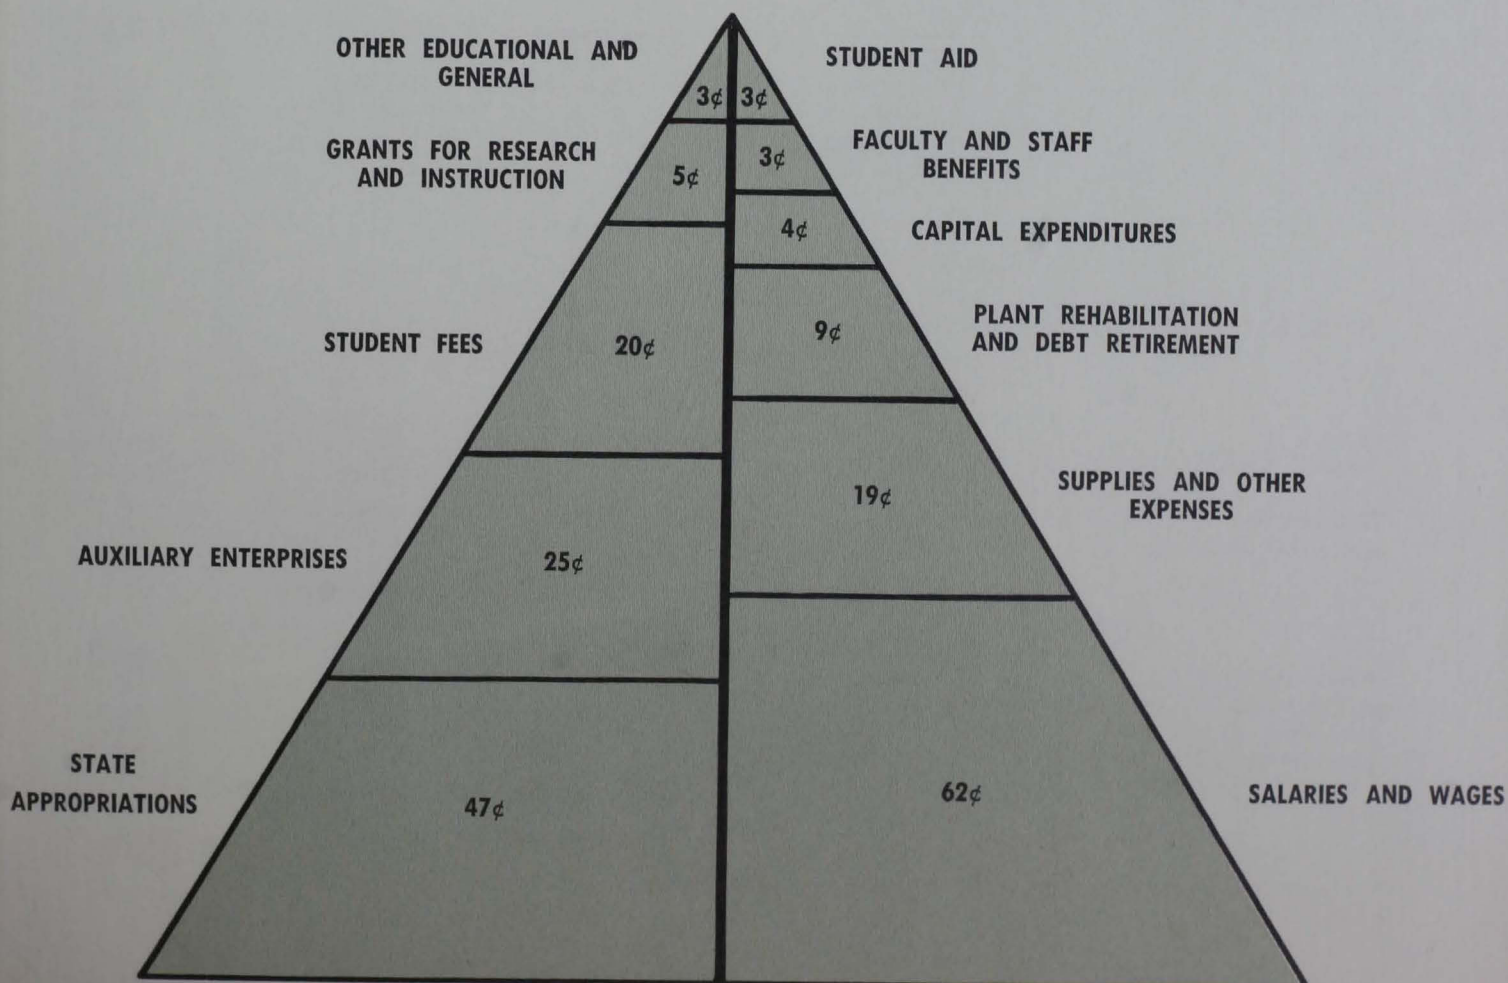 OTHER EDUCATIONAL AND
GENERAL
3¢
GRANTS FOR RESEARCH
AND INSTRUCTION
5¢
STUDENT FEES
20¢
AUXILIARY ENTERPRISES
25¢
STATE
APPROPRIATIONS
47¢
STUDENT AID
3¢
FACULTY AND STAFF
BENEFITS
3¢
CAPITAL EXPENDITURES
4¢
PLANT REHABILITATION
AND DEBT RETIREMENT
9¢
SUPPLIES AND OTHER
EXPENSES
19¢
SALARIES AND WAGES
62¢